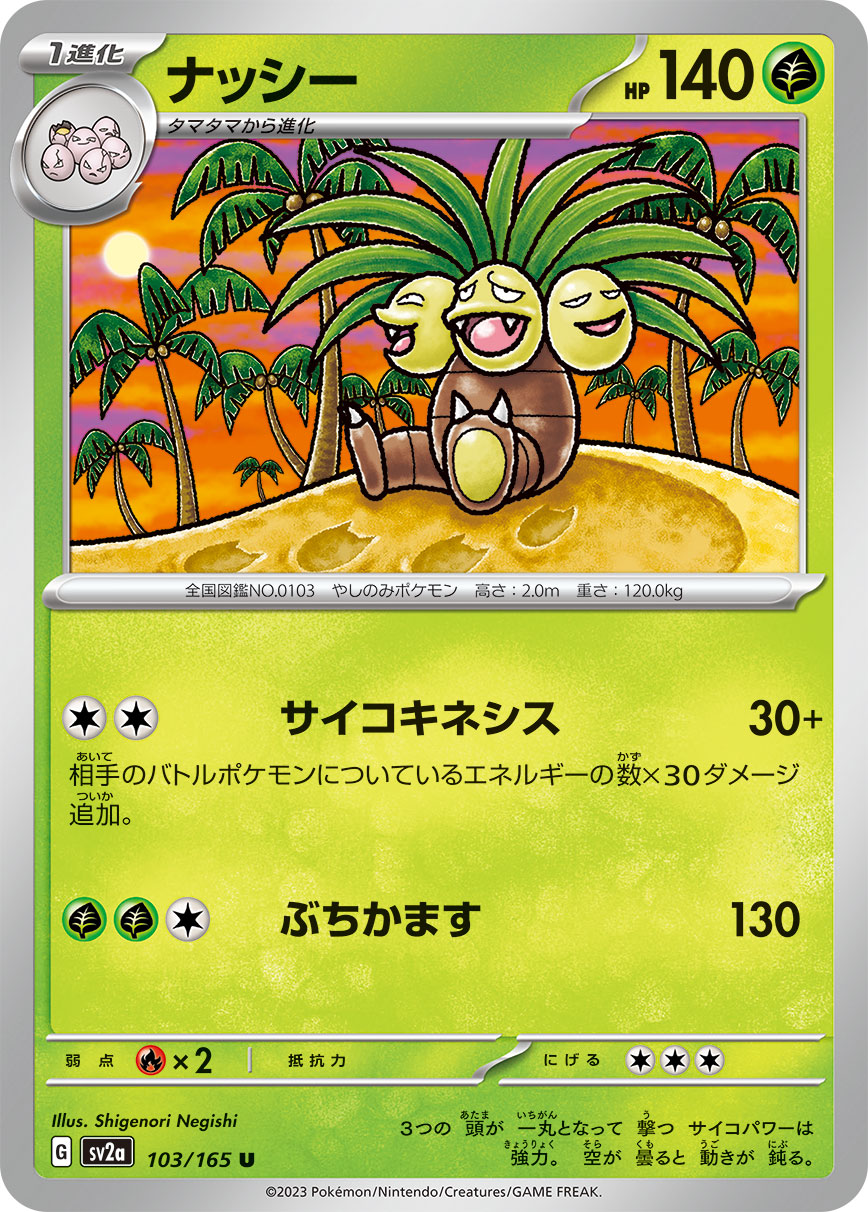 1進化
ナッシー
HP 140
タマタマから進化
全国図鑑NO.0103 やしのみポケモン 高さ：2.0m 重さ：120.0kg
サイコキネシス 30+
相手のバトルポケモンについているエネルギーの数×30ダメージ
追加。
ぶちかます 130
弱点 ×2 抵抗力 にげる
Illus. Shigenori Negishi
G sv2a 103/165 U
3つの 頭が 一丸となって 撃つ サイコパワーは
強力。 空が 曇ると 動きが 鈍る。
©2023 Pokémon/Nintendo/Creatures/GAME FREAK.